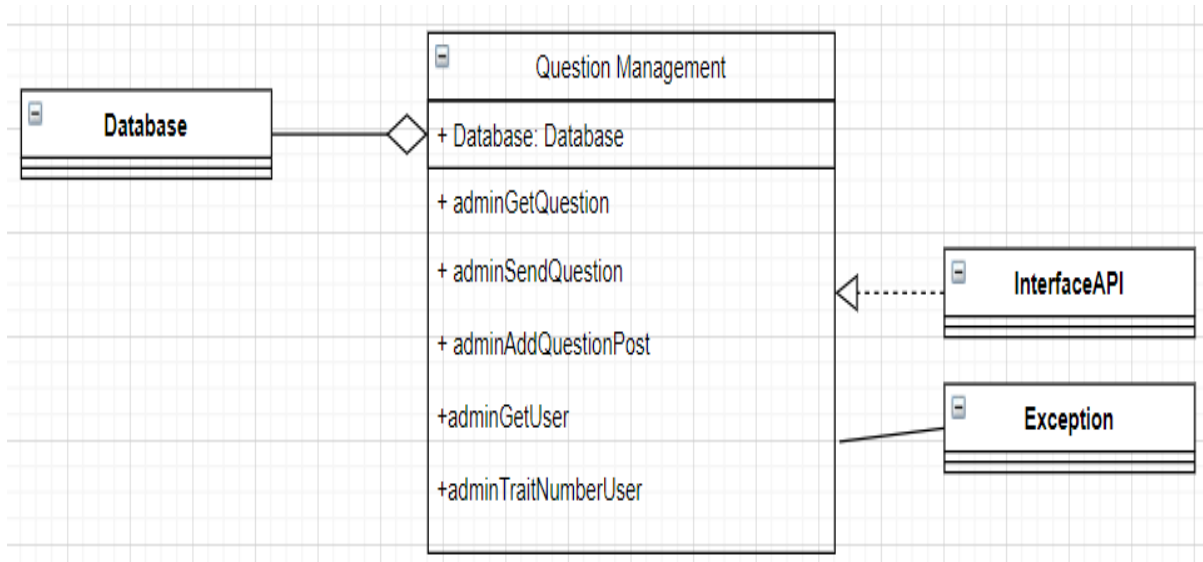 Question Management
Database
+ Database: Database
+ adminGetQuestion
+ adminSendQuestion
InterfaceAPI
+ adminAddQuestionPost
+adminGetUser
Exception
+adminTraitNumberUser